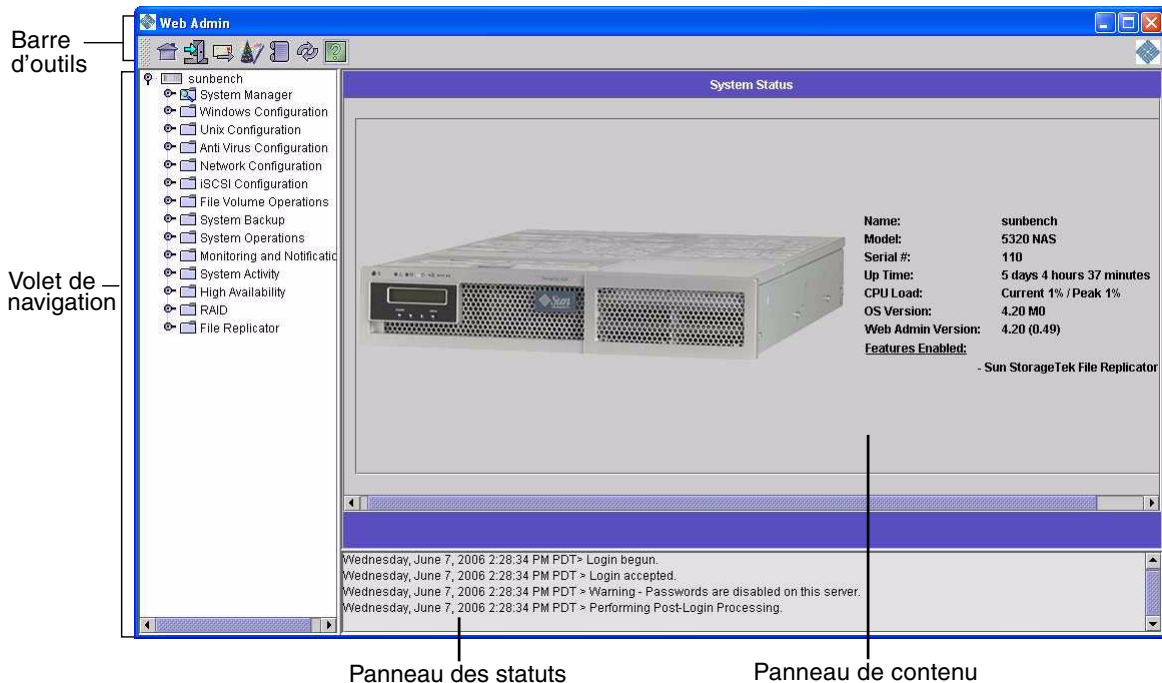 Web Admin
Barre
d'outils
sunbench
System Manager
Windows Configuration
Unix Configuration
Anti Virus Configuration
Network Configuration
iSCSI Configuration
File Volume Operations
System Backup
System Operations
Monitoring and Notificatio
System Activity
High Availability
RAID
File Replicator
Volet de
navigation
System Status
Sun
Name: sunbench
Model: 5320 NAS
Serial #: 110
Up Time: 5 days 4 hours 37 minutes
CPU Load: Current 1% / Peak 1%
OS Version: 4.20 M0
Web Admin Version: 4.20 (0.49)
Features Enabled:
- Sun StorageTek File Replicator
Wednesday, June 7, 2006 2:28:34 PM PDT> Login begun.
Wednesday, June 7, 2006 2:28:34 PM PDT > Login accepted.
Wednesday, June 7, 2006 2:28:34 PM PDT > Warning - Passwords are disabled on this server.
Wednesday, June 7, 2006 2:28:34 PM PDT > Performing Post-Login Processing.
Panneau des statuts
Panneau de contenu